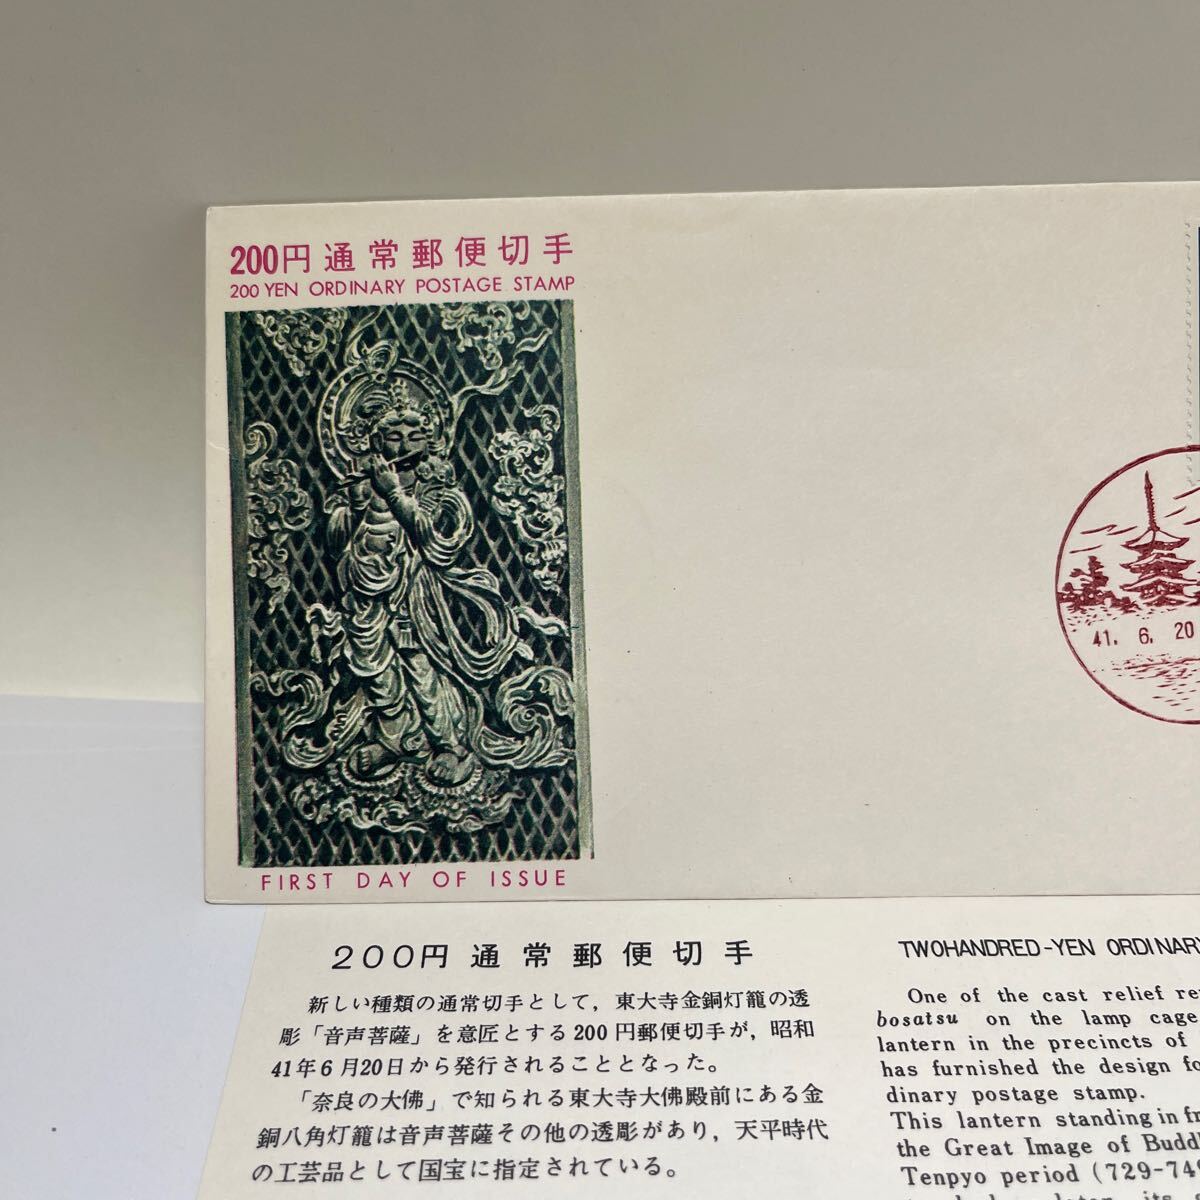 200円通常郵便切手
200 YEN ORDINARY POSTAGE STAMP
FIRST DAY OF ISSUE
41. 6. 20
200円 通常郵便切手
新しい種類の通常切手として，東大寺金銅灯籠の透
彫「音声菩薩」を意匠とする200円郵便切手が，昭和
41年6月20日から発行されることとなった。
「奈良の大佛」で知られる東大寺大佛殿前にある金
銅八角灯籠は音声菩薩その他の透彫があり，天平時代
の工芸品として国宝に指定されている。
TWOHANDRED-YEN ORDINARY
One of the cast relief
bosatsu on the lamp cage
lantern in the precincts of
has furnished the design
dinary postage stamp.
This lantern standing in
the Great Image of
Tenpyo period (729-749
later its